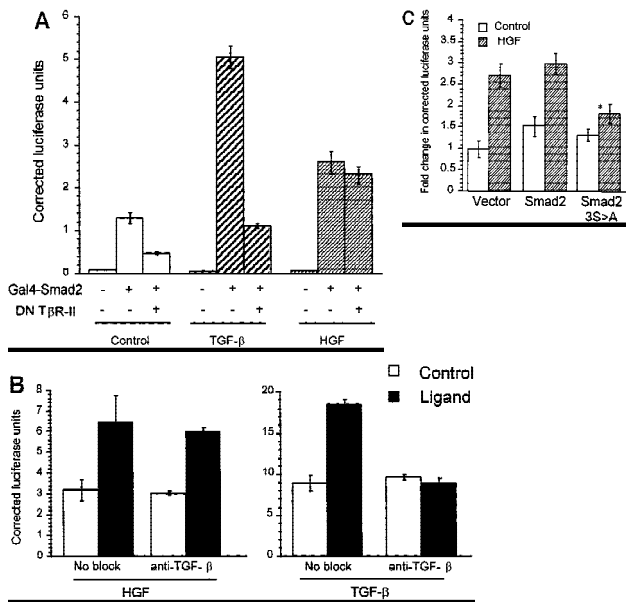 A
Corrected luciferase units
6
5
4
3
2
1
0
Gal4-Smad2 - + + - + + - + +
DN TβR-II - - + - - + - - +
Control TGF-β HGF
C
Control
HGF
Fold change in corrected luciferase units
4
3.5
3
2.5
2
1.5
1
0.5
0
*
Vector Smad2 Smad2
3S>A
B
Control
Ligand
Corrected luciferase units
8
7
6
5
4
3
2
1
0
No block anti-TGF- β
HGF
20
15
10
5
0
No block anti-TGF- β
TGF-β